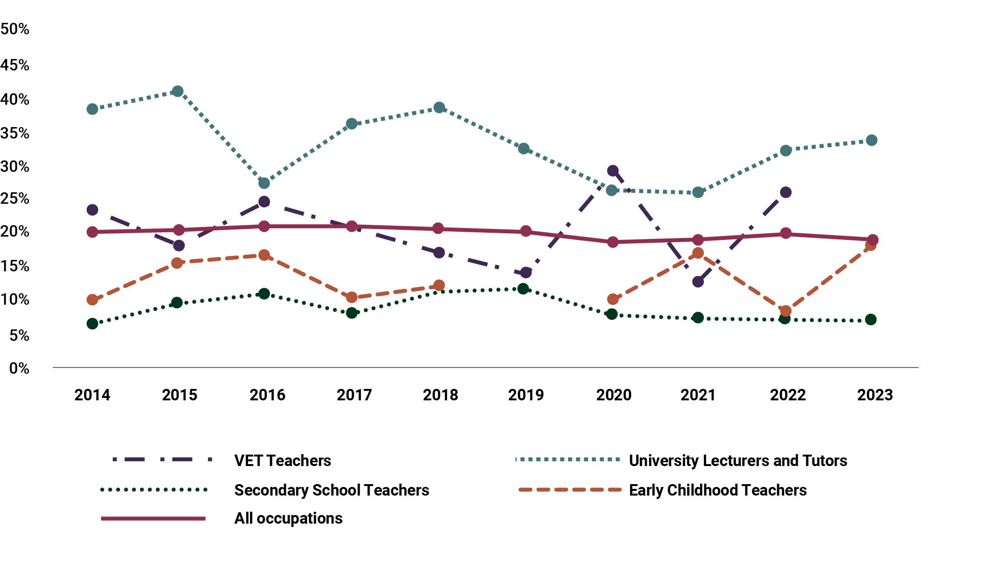 50%
45%
40%
35%
30%
25%
20%
15%
10%
5%
0%
2014 2015 2016 2017 2018 2019 2020 2021 2022 2023
VET Teachers University Lecturers and Tutors
Secondary School Teachers Early Childhood Teachers
All occupations